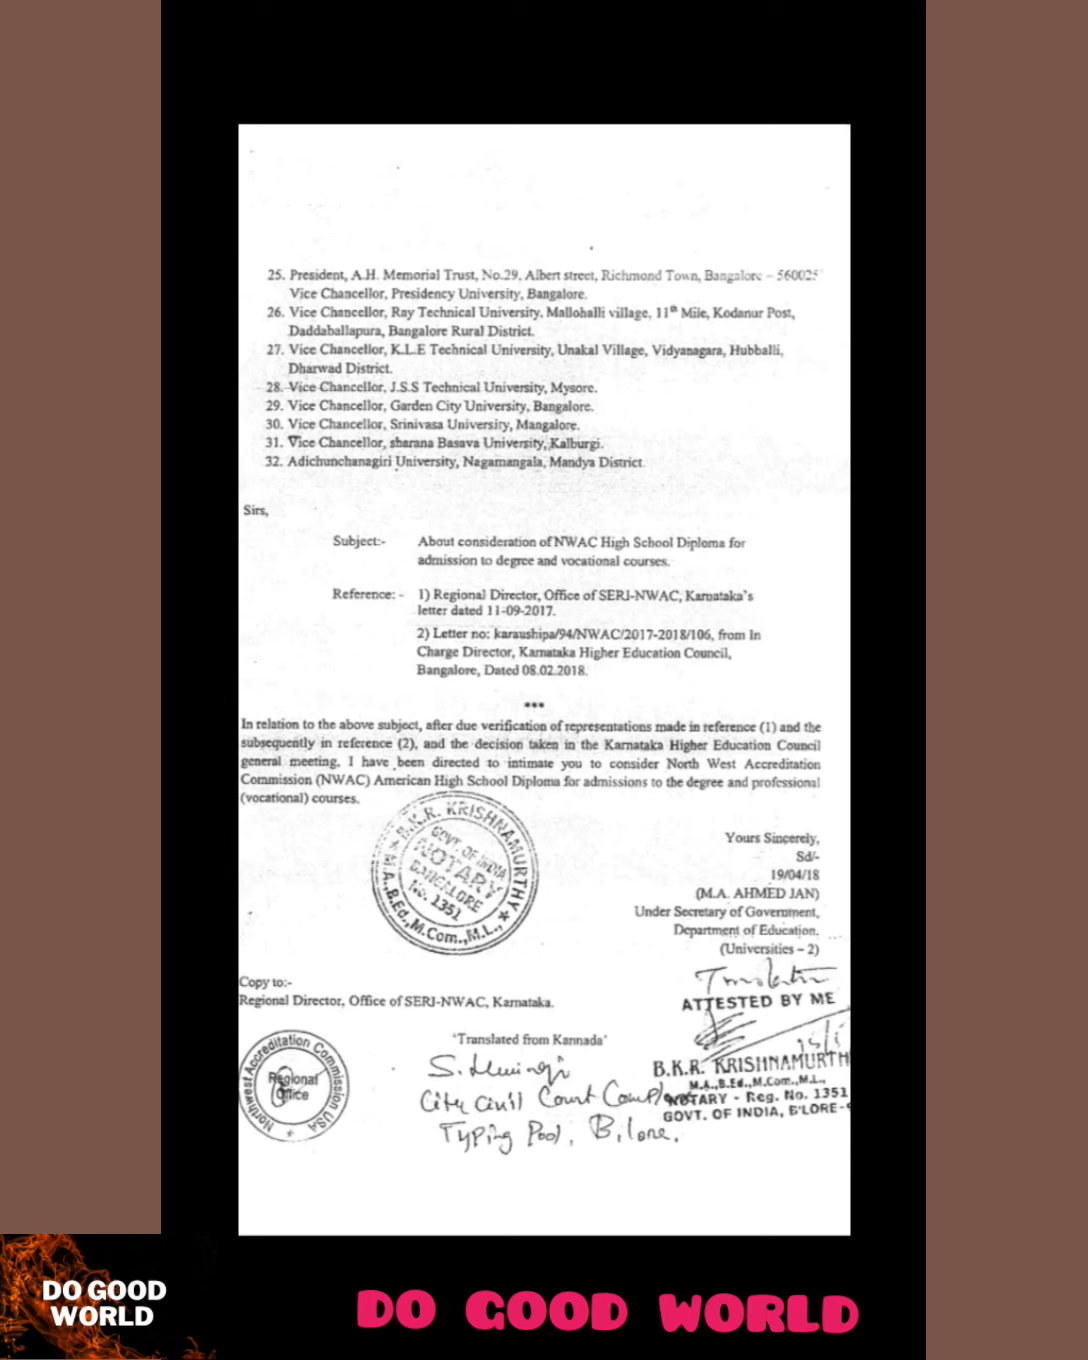 25. President, A.H. Memorial Trust, No.29, Albert street, Richmond Town, Bangalore – 560025
Vice Chancellor, Presidency University, Bangalore.
26. Vice Chancellor, Ray Technical University, Mallohalli village, 11th Mile, Kodanur Post,
Daddaballapura, Bangalore Rural District.
27. Vice Chancellor, K.L.E Technical University, Unakal Village, Vidyanagara, Hubballi,
Dharwad District.
28. Vice Chancellor, J.S.S Technical University, Mysore.
29. Vice Chancellor, Garden City University, Bangalore.
30. Vice Chancellor, Srinivasa University, Mangalore.
31. Vice Chancellor, sharana Basava University, Kalburgi.
32. Adichunchanagiri University, Nagamangala, Mandya District.
Sirs,
Subject:- About consideration of NWAC High School Diploma for
admission to degree and vocational courses.
Reference: - 1) Regional Director, Office of SERI-NWAC, Karnataka's
letter dated 11-09-2017.
2) Letter no: karaushipa/94/NWAC/2017-2018/106, from In
Charge Director, Karnataka Higher Education Council,
Bangalore, Dated 08.02.2018.
***
In relation to the above subject, after due verification of representations made in reference (1) and the
subsequently in reference (2), and the decision taken in the Karnataka Higher Education Council
general meeting, I have been directed to intimate you to consider North West Accreditation
Commission (NWAC) American High School Diploma for admissions to the degree and professional
(vocational) courses.
B.K.R. KRISHNAMURTHY
M.A.,B.Ed.,M.Com.,M.L.,
GOVT. OF INDIA
NOTARY
BANGALORE
No. 1351
Yours Sincerely,
Sd/-
19/04/18
(M.A. AHMED JAN)
Under Secretary of Government,
Department of Education,
(Universities – 2)
Copy to:-
Regional Director, Office of SERI-NWAC, Karnataka.
ATTESTED BY ME
B.K.R. KRISHNAMURTH
M.A.,B.Ed.,M.Com.,M.L.,
NOTARY - Reg. No. 1351
GOVT. OF INDIA, B'LORE-
'Translated from Kannada'
City Civil Court Complex
Typing Pool, B,lore.
Northwest Accreditation Commission USA
Regional
Office
DO GOOD
WORLD
DO GOOD WORLD